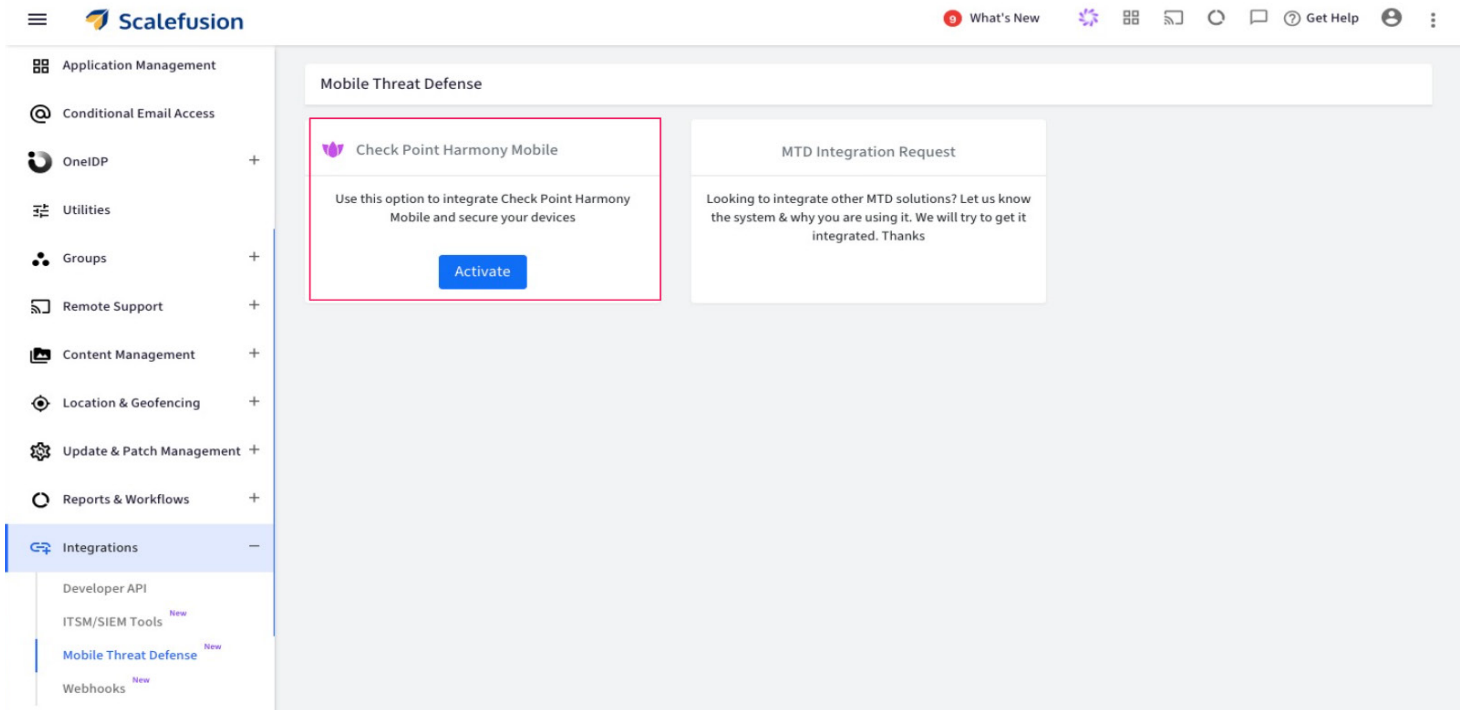 Scalefusion
9 What's New
Get Help
Application Management
Conditional Email Access
OneIDP +
Utilities
Groups +
Remote Support +
Content Management +
Location & Geofencing +
Update & Patch Management +
Reports & Workflows +
Integrations –
Developer API
ITSM/SIEM Tools New
Mobile Threat Defense New
Webhooks New
Mobile Threat Defense
Check Point Harmony Mobile
Use this option to integrate Check Point Harmony
Mobile and secure your devices
Activate
MTD Integration Request
Looking to integrate other MTD solutions? Let us know
the system & why you are using it. We will try to get it
integrated. Thanks